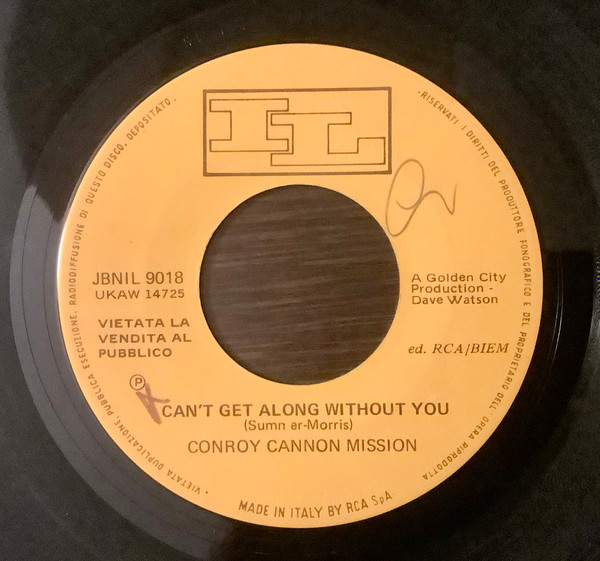 IL
· RISERVATI I DIRITTI DEL PRODUTTORE FONOGRAFICO E DEL PROPRIETARIO DELL' OPERA RIPRODOTTA
· VIETATA DUPLICAZIONE, PUBBLICA ESECUZIONE, RADIODIFFUSIONE DI QUESTO DISCO, DEPOSITATO ·
JBNIL 9018
UKAW 14725
VIETATA LA
VENDITA AL
PUBBLICO
A Golden City
Production -
Dave Watson
ed. RCA/BIEM
Ⓟ
CAN'T GET ALONG WITHOUT YOU
(Sumn er-Morris)
CONROY CANNON MISSION
MADE IN ITALY BY RCA SpA